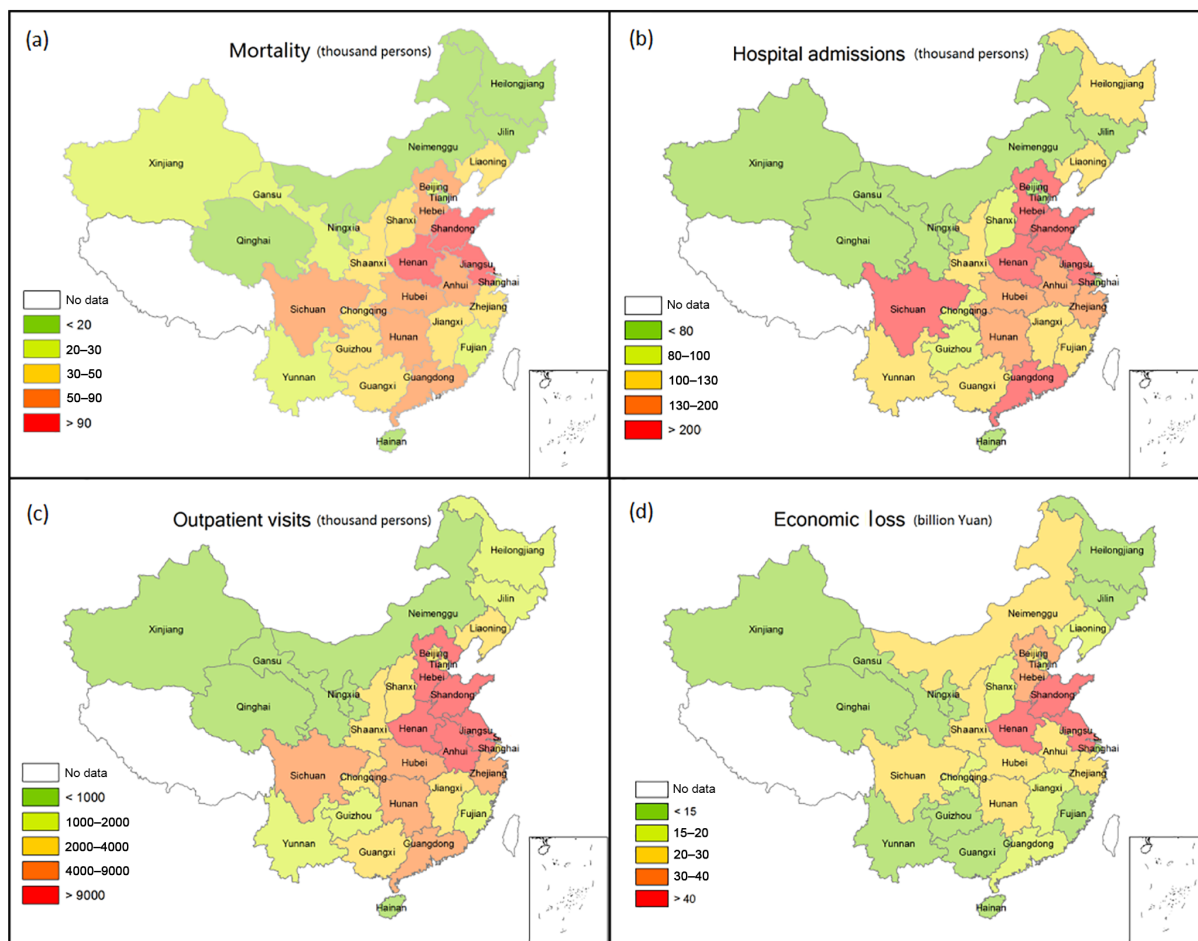 (a)
Mortality (thousand persons)
Heilongjiang
Jilin
Neimenggu
Xinjiang
Liaoning
Beijing
Gansu
Tianjin
Hebei
Shanxi
Ningxia
Shandong
Qinghai
Shaanxi
Henan
Jiangsu
Shanghai
Anhui
Hubei
Sichuan
Chongqing
Zhejiang
Jiangxi
Hunan
Guizhou
Fujian
Yunnan
Guangxi
Guangdong
Hainan
No data
< 20
20–30
30–50
50–90
> 90
(b)
Hospital admissions (thousand persons)
Heilongjiang
Jilin
Neimenggu
Xinjiang
Liaoning
Beijing
Gansu
Tianjin
Hebei
Shanxi
Ningxia
Shandong
Qinghai
Shaanxi
Henan
Jiangsu
Shanghai
Anhui
Hubei
Sichuan
Chongqing
Zhejiang
Jiangxi
Hunan
Guizhou
Fujian
Yunnan
Guangxi
Guangdong
Hainan
No data
< 80
80–100
100–130
130–200
> 200
(c)
Outpatient visits (thousand persons)
Heilongjiang
Jilin
Neimenggu
Xinjiang
Liaoning
Beijing
Gansu
Tianjin
Hebei
Shanxi
Ningxia
Shandong
Qinghai
Shaanxi
Henan
Jiangsu
Shanghai
Anhui
Hubei
Sichuan
Chongqing
Zhejiang
Jiangxi
Hunan
Guizhou
Fujian
Yunnan
Guangxi
Guangdong
Hainan
No data
< 1000
1000–2000
2000–4000
4000–9000
> 9000
(d)
Economic loss (billion Yuan)
Heilongjiang
Jilin
Neimenggu
Xinjiang
Liaoning
Beijing
Gansu
Tianjin
Hebei
Shanxi
Ningxia
Shandong
Qinghai
Shaanxi
Henan
Jiangsu
Shanghai
Anhui
Hubei
Sichuan
Chongqing
Zhejiang
Jiangxi
Hunan
Guizhou
Fujian
Yunnan
Guangxi
Guangdong
Hainan
No data
< 15
15–20
20–30
30–40
> 40